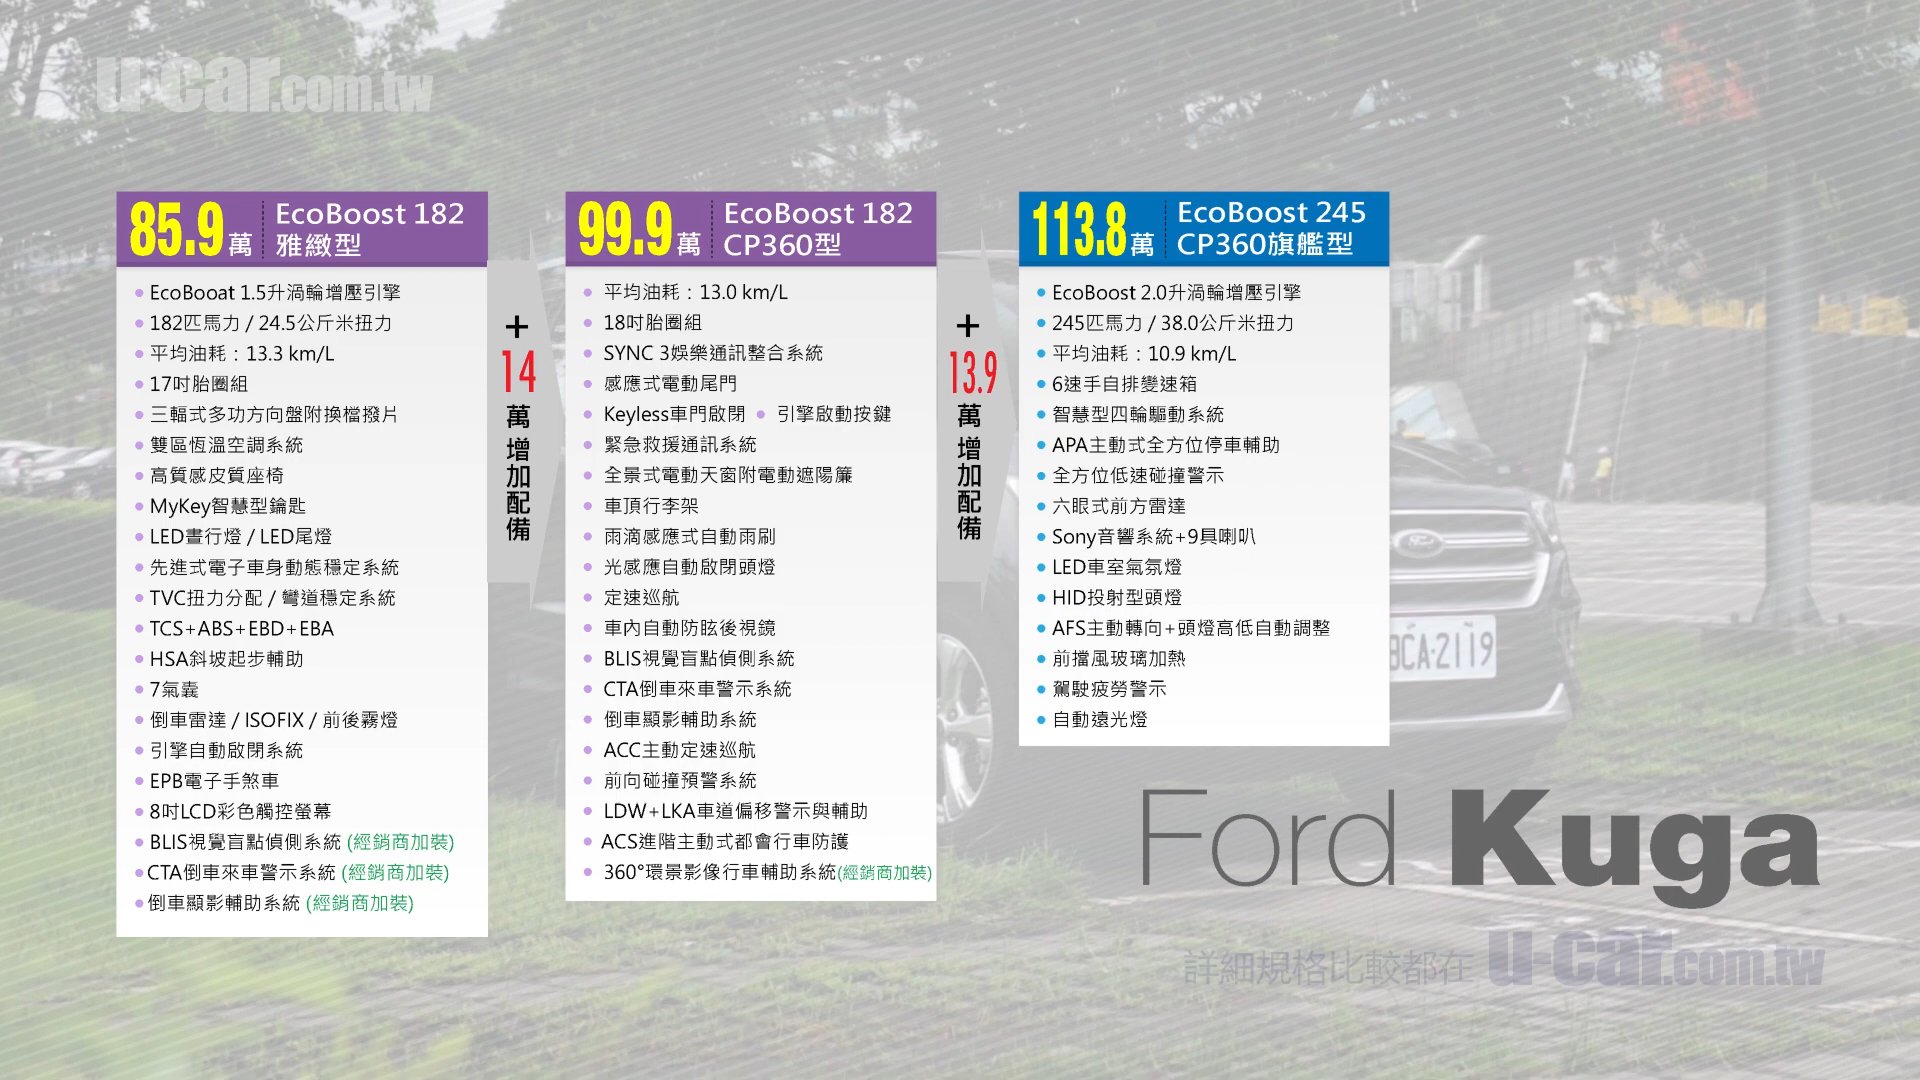 u-car.com.tw
85.9萬
EcoBoost 182
雅緻型
EcoBooat 1.5升渦輪增壓引擎
182匹馬力 / 24.5公斤米扭力
平均油耗：13.3 km/L
17吋胎圈組
三輻式多功方向盤附換檔撥片
雙區恆溫空調系統
高質感皮質座椅
MyKey智慧型鑰匙
LED晝行燈 / LED尾燈
先進式電子車身動態穩定系統
TVC扭力分配 / 彎道穩定系統
TCS+ABS+EBD+EBA
HSA斜坡起步輔助
7氣囊
倒車雷達 / ISOFIX / 前後霧燈
引擎自動啟閉系統
EPB電子手煞車
8吋LCD彩色觸控螢幕
BLIS視覺盲點偵側系統 (經銷商加裝)
CTA倒車來車警示系統 (經銷商加裝)
倒車顯影輔助系統 (經銷商加裝)
+
14
萬增加配備
99.9萬
EcoBoost 182
CP360型
平均油耗：13.0 km/L
18吋胎圈組
SYNC 3娛樂通訊整合系統
感應式電動尾門
Keyless車門啟閉 ● 引擎啟動按鍵
緊急救援通訊系統
全景式電動天窗附電動遮陽簾
車頂行李架
雨滴感應式自動雨刷
光感應自動啟閉頭燈
定速巡航
車內自動防眩後視鏡
BLIS視覺盲點偵側系統
CTA倒車來車警示系統
倒車顯影輔助系統
ACC主動定速巡航
前向碰撞預警系統
LDW+LKA車道偏移警示與輔助
ACS進階主動式都會行車防護
360°環景影像行車輔助系統(經銷商加裝)
+
13.9
萬增加配備
113.8萬
EcoBoost 245
CP360旗艦型
EcoBoost 2.0升渦輪增壓引擎
245匹馬力 / 38.0公斤米扭力
平均油耗：10.9 km/L
6速手自排變速箱
智慧型四輪驅動系統
APA主動式全方位停車輔助
全方位低速碰撞警示
六眼式前方雷達
Sony音響系統+9具喇叭
LED車室氣氛燈
HID投射型頭燈
AFS主動轉向+頭燈高低自動調整
前擋風玻璃加熱
駕駛疲勞警示
自動遠光燈
Ford
BCA-2119
Ford Kuga
詳細規格比較都在 u-car.com.tw